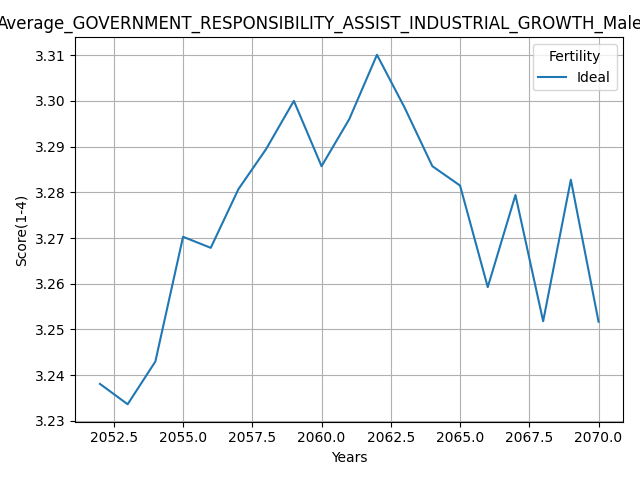 Average_GOVERNMENT_RESPONSIBILITY_ASSIST_INDUSTRIAL_GROWTH_Male
Fertility
Ideal
3.31
3.30
3.29
3.28
3.27
3.26
3.25
3.24
3.23
Score(1-4)
2052.5 2055.0 2057.5 2060.0 2062.5 2065.0 2067.5 2070.0
Years